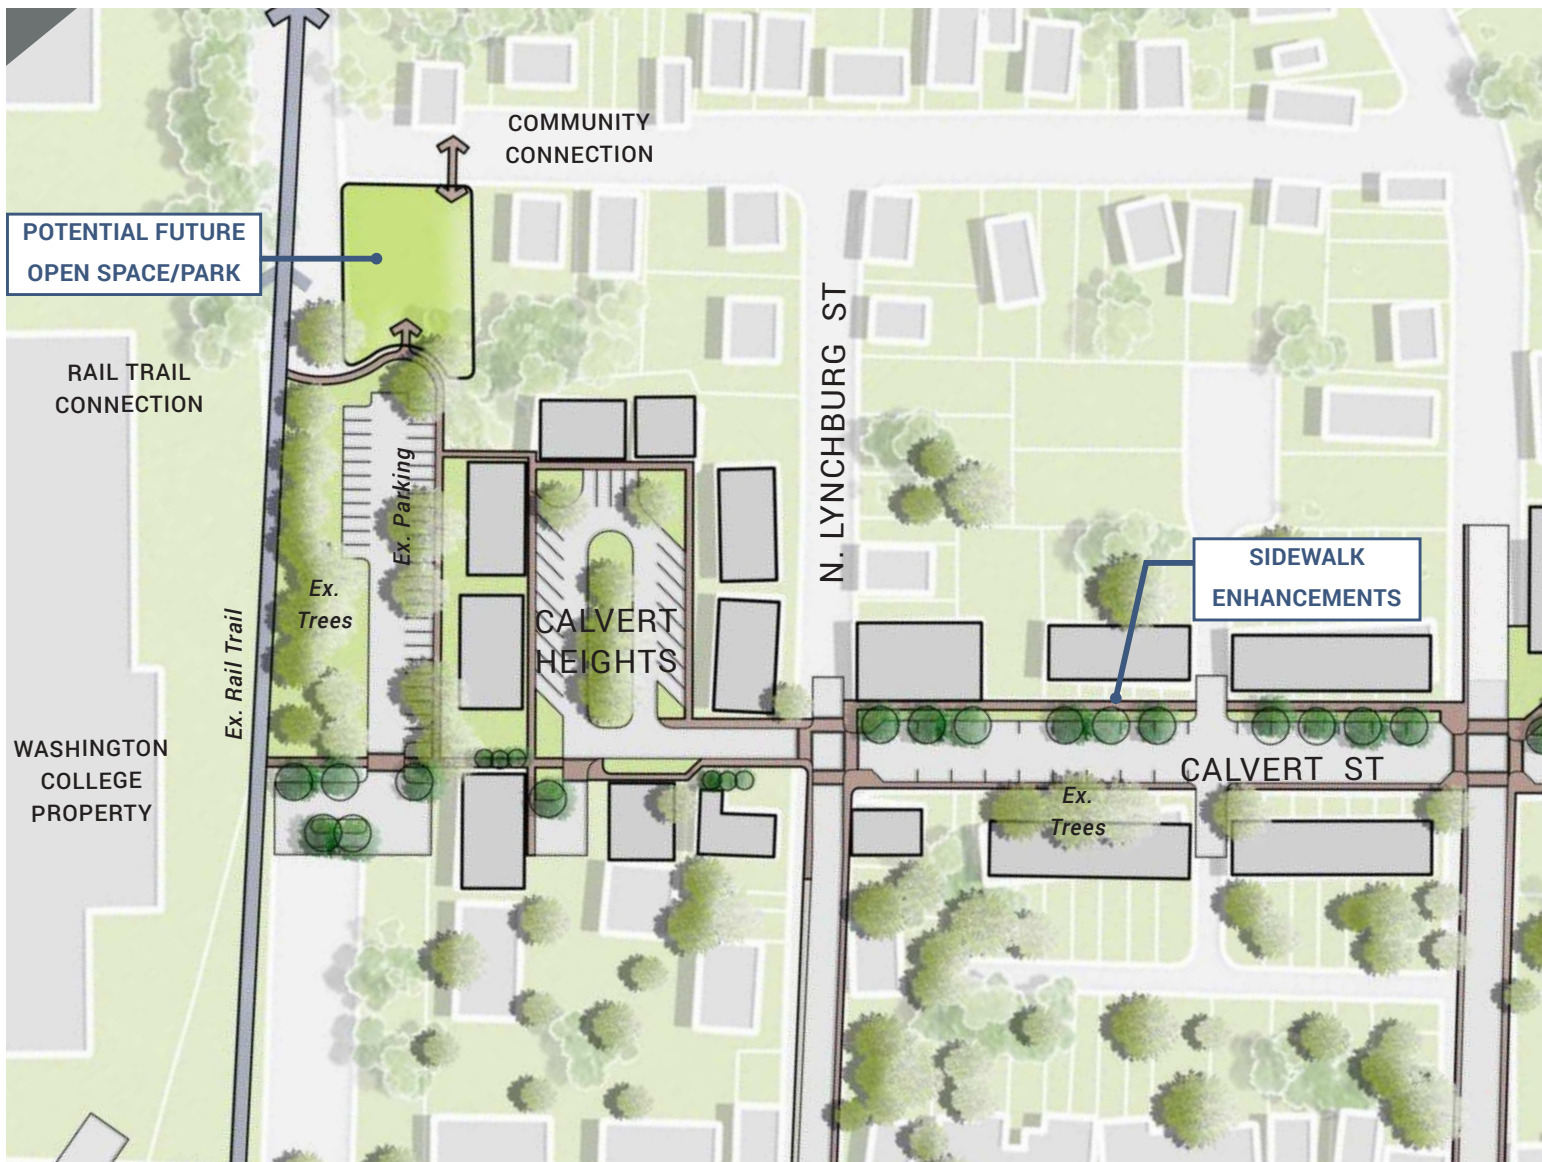 COMMUNITY
CONNECTION
POTENTIAL FUTURE
OPEN SPACE/PARK
RAIL TRAIL
CONNECTION
N. LYNCHBURG ST
Ex. Parking
SIDEWALK
ENHANCEMENTS
Ex.
Trees
CALVERT
HEIGHTS
Ex. Rail Trail
WASHINGTON
COLLEGE
PROPERTY
CALVERT ST
Ex.
Trees